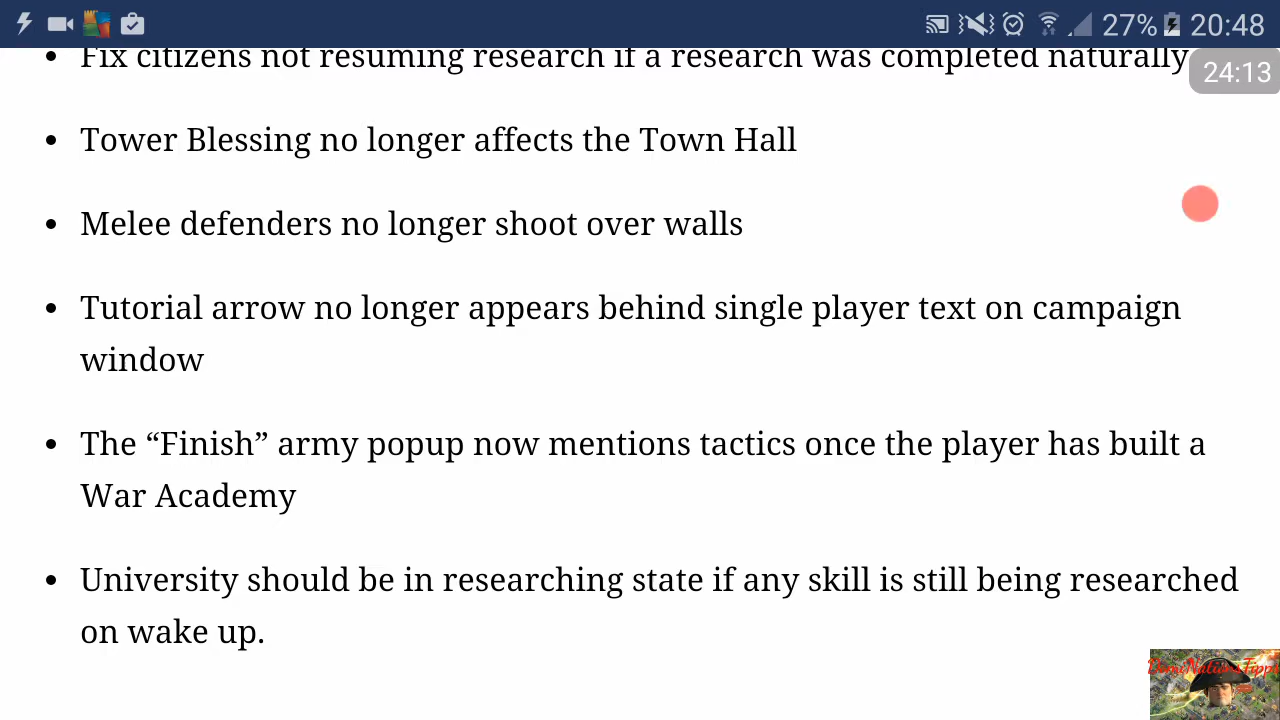 27% 20:48
Fix citizens not resuming research if a research was completed naturally
24:13
Tower Blessing no longer affects the Town Hall
Melee defenders no longer shoot over walls
Tutorial arrow no longer appears behind single player text on campaign
window
The “Finish” army popup now mentions tactics once the player has built a
War Academy
University should be in researching state if any skill is still being researched
on wake up.
DomiNationsTipps